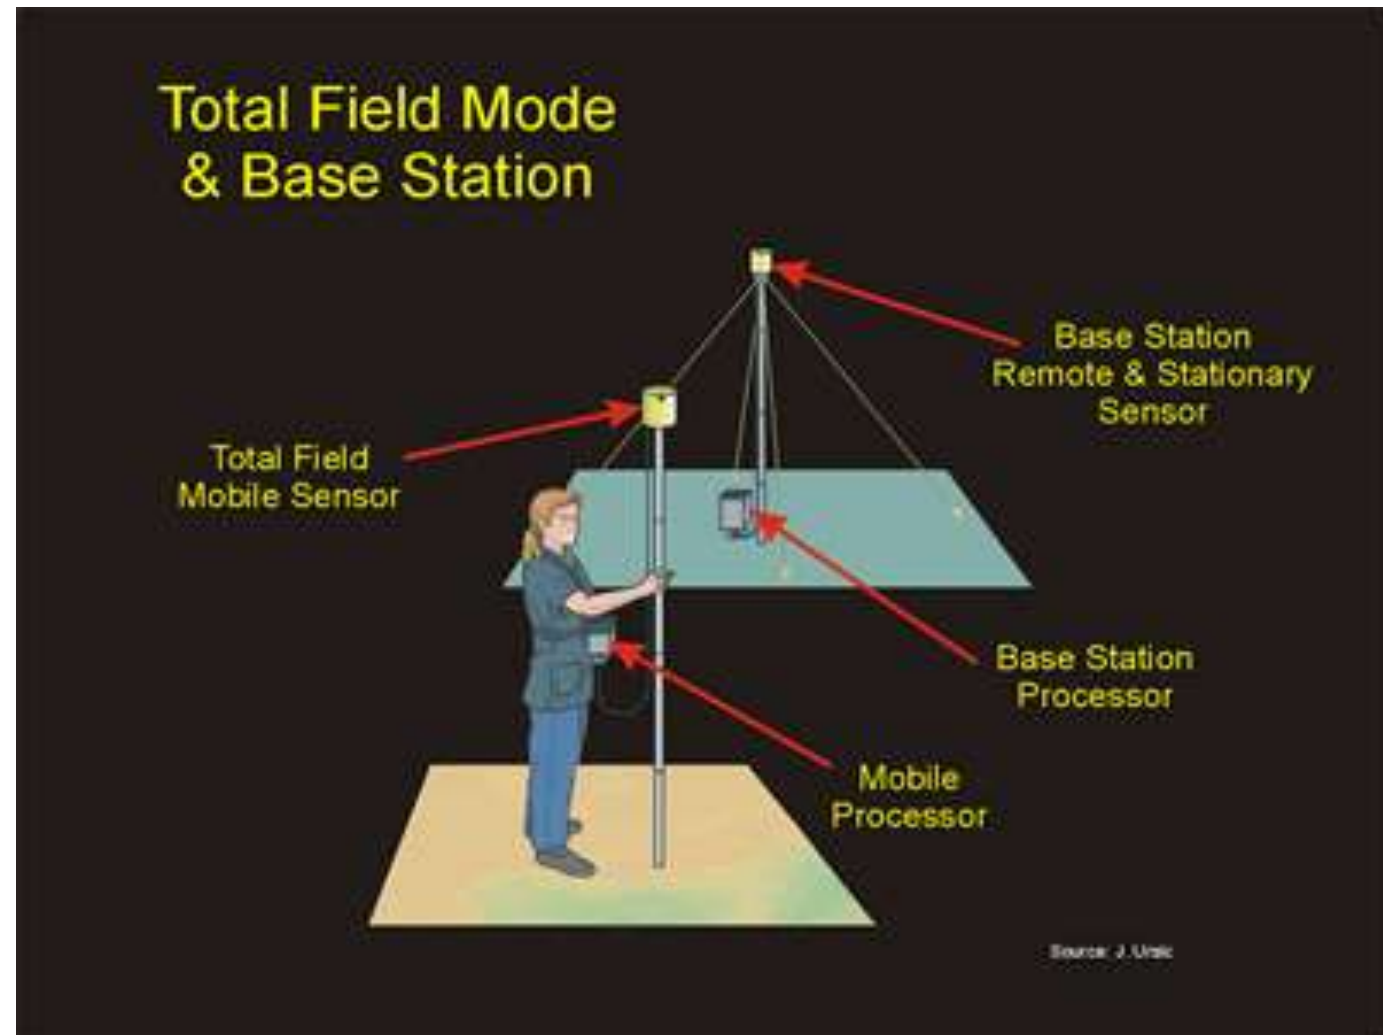 Total Field Mode
& Base Station
Base Station
Remote & Stationary
Sensor
Total Field
Mobile Sensor
Base Station
Processor
Mobile
Processor
Source: J. Ursic